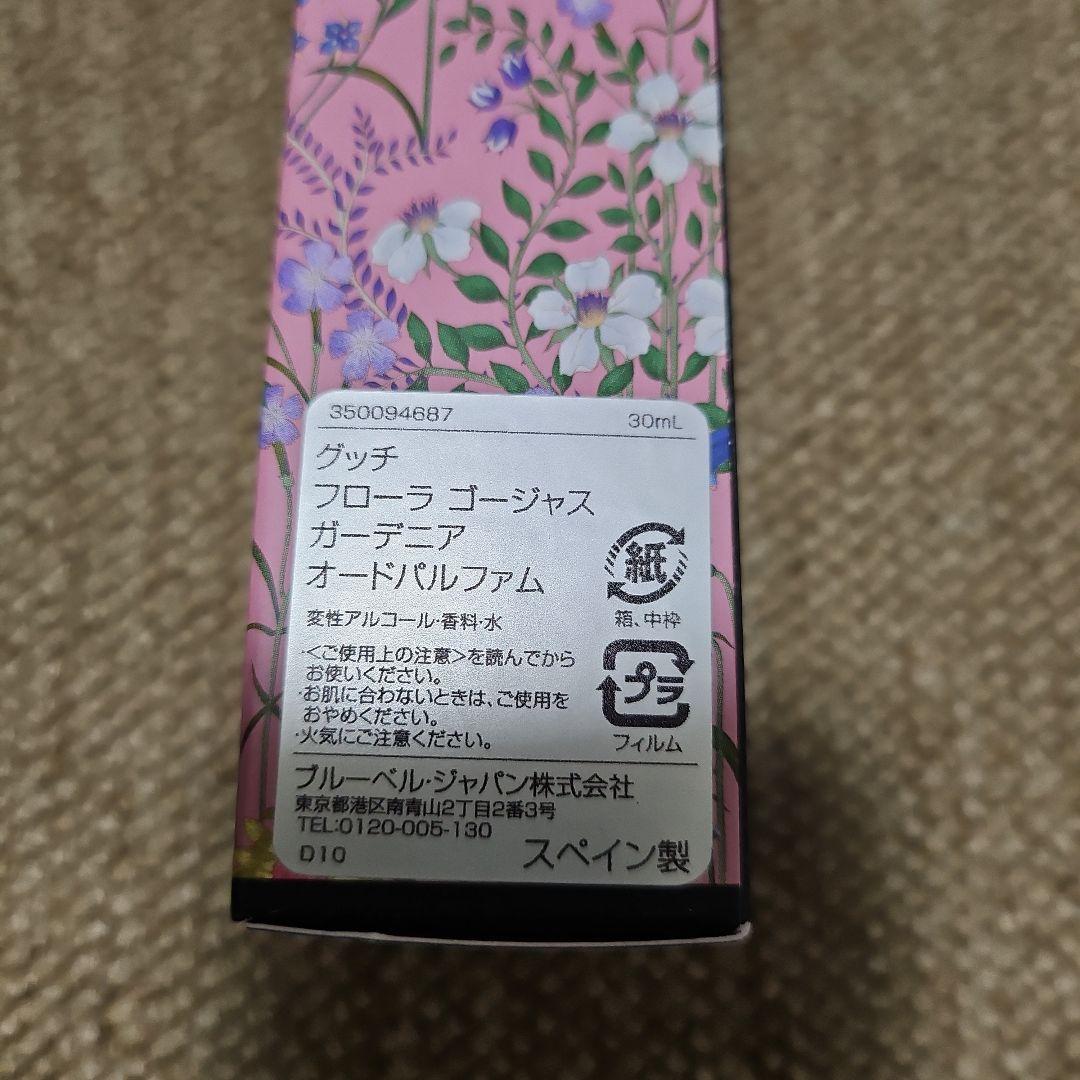 350094687 30mL
グッチ
フローラ ゴージャス
ガーデニア
オードパルファム
変性アルコール・香料・水
・<ご使用上の注意>を読んでから
お使いください。
・お肌に合わないときは、ご使用を
おやめください。
・火気にご注意ください。
紙
箱、中枠
プラ
フィルム
ブルーベル・ジャパン株式会社
東京都港区南青山2丁目2番3号
TEL:0120-005-130
D10 スペイン製